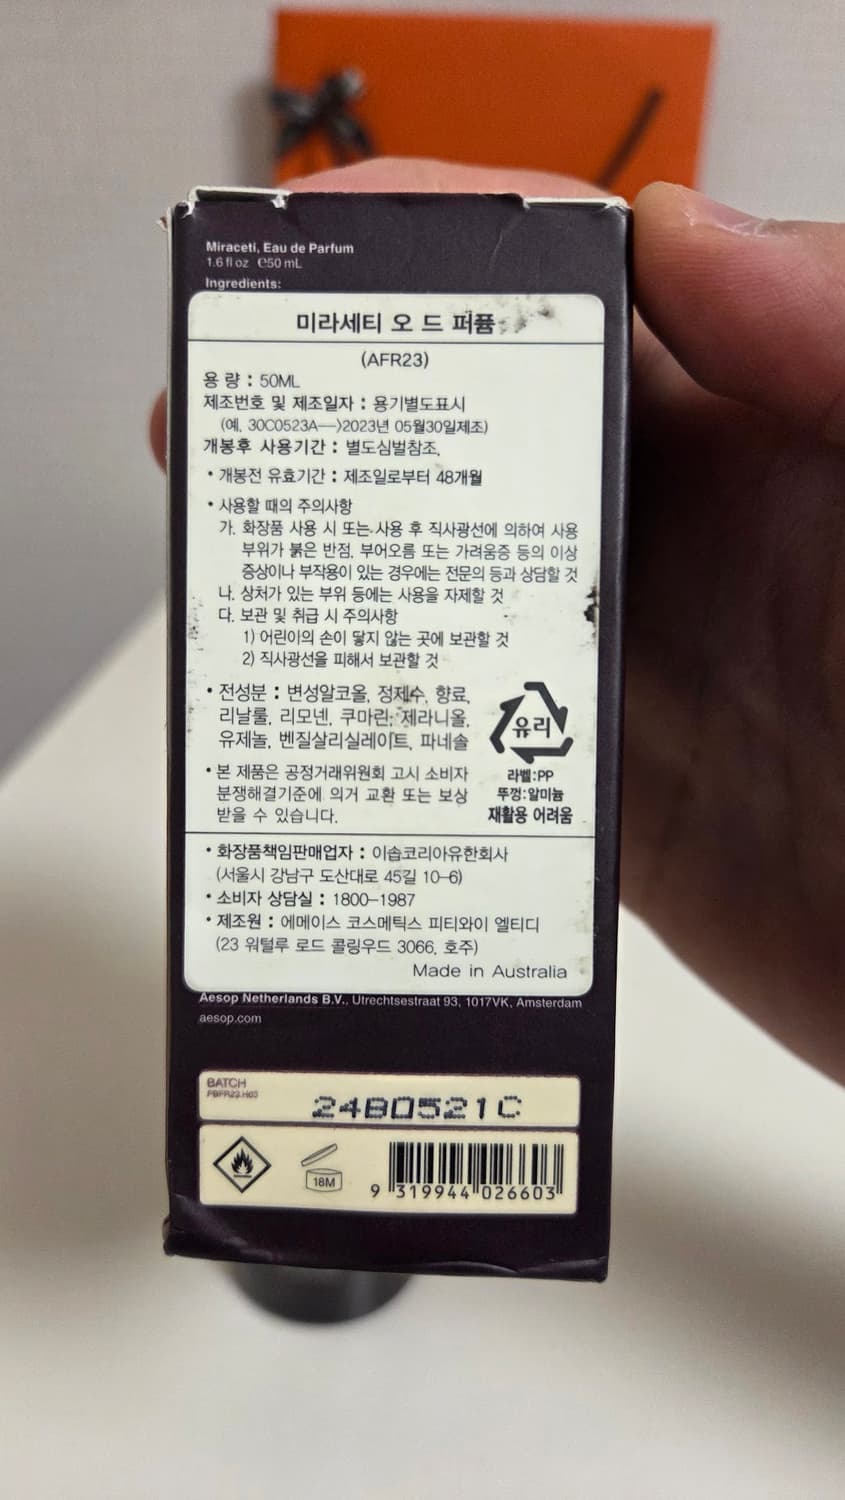 Miraceti, Eau de Parfum
1.6 fl oz ℮50 mL
Ingredients:
미라세티 오 드 퍼퓸
(AFR23)
용 량 : 50ML
제조번호 및 제조일자 : 용기별도표시
(예, 30C0523A—>2023년 05월30일제조)
개봉후 사용기간 : 별도심벌참조.
• 개봉전 유효기간 : 제조일로부터 48개월
• 사용할 때의 주의사항
가. 화장품 사용 시 또는 사용 후 직사광선에 의하여 사용
부위가 붉은 반점, 부어오름 또는 가려움증 등의 이상
증상이나 부작용이 있는 경우에는 전문의 등과 상담할 것
나. 상처가 있는 부위 등에는 사용을 자제할 것
다. 보관 및 취급 시 주의사항
1) 어린이의 손이 닿지 않는 곳에 보관할 것
2) 직사광선을 피해서 보관할 것
• 전성분 : 변성알코올, 정제수, 향료,
리날룰, 리모넨, 쿠마린, 제라니올,
유제놀, 벤질살리실레이트, 파네솔
유리
라벨:PP
뚜껑:알미늄
재활용 어려움
• 본 제품은 공정거래위원회 고시 소비자
분쟁해결기준에 의거 교환 또는 보상
받을 수 있습니다.
• 화장품책임판매업자 : 이솝코리아유한회사
(서울시 강남구 도산대로 45길 10-6)
• 소비자 상담실 : 1800-1987
• 제조원 : 에메이스 코스메틱스 피티와이 엘티디
(23 워털루 로드 콜링우드 3066, 호주)
Made in Australia
Aesop Netherlands B.V., Utrechtsestraat 93, 1017VK, Amsterdam
aesop.com
BATCH
PBFR23.H03
24B0521C
18M
9 319944 026603